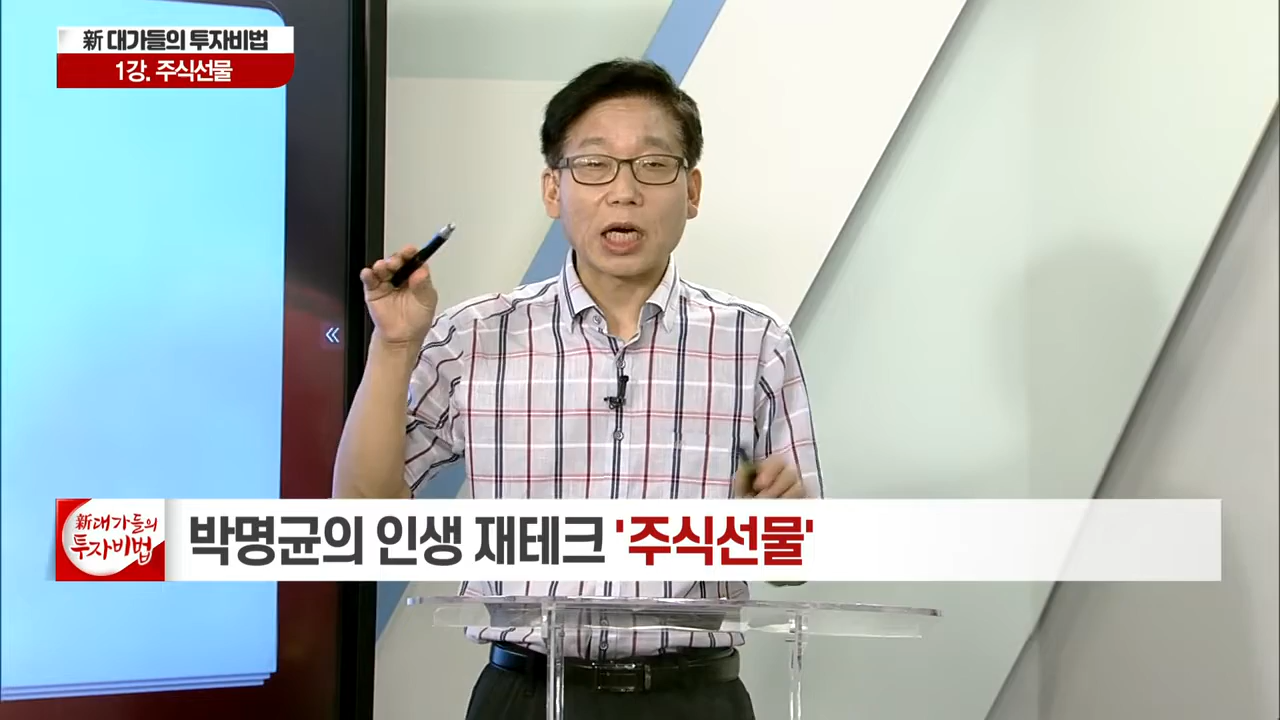 新 대가들의 투자비법
1강. 주식선물
«
新대가들의
투자비법
박명균의 인생 재테크 '주식선물'